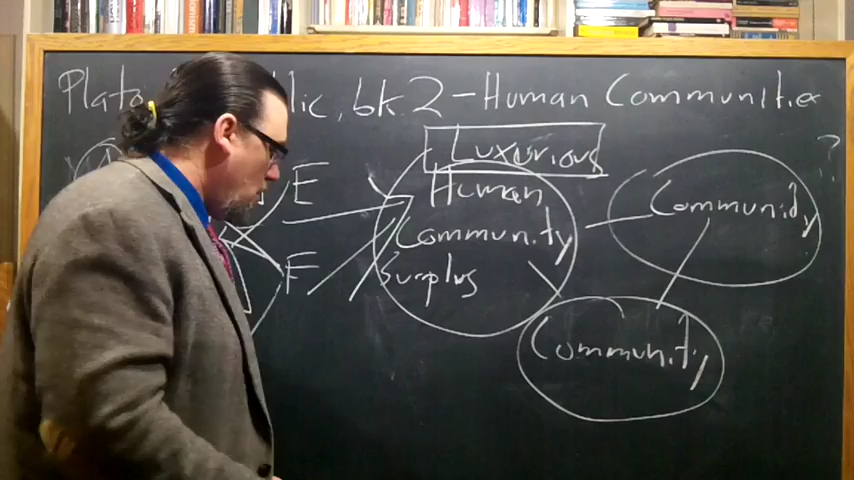 Plato lic, bk. 2 - Human Communities
Luxurious
E
Human
Community
Community
F
Surplus
Community
?